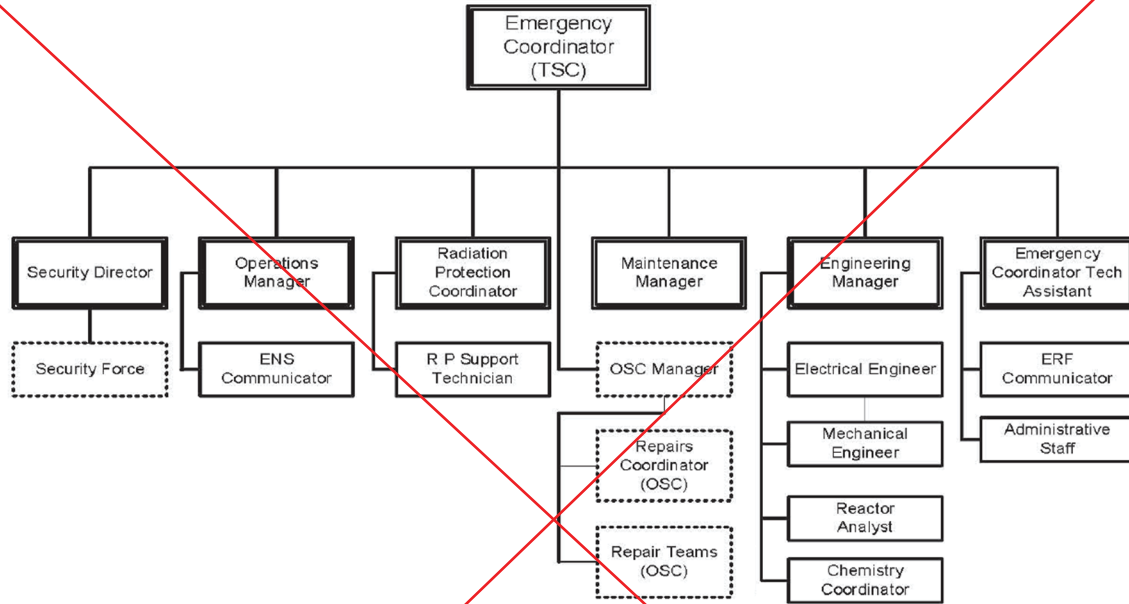 Emergency
Coordinator
(TSC)
Security Director
Operations
Manager
Radiation
Protection
Coordinator
Maintenance
Manager
Engineering
Manager
Emergency
Coordinator Tech
Assistant
Security Force
ENS
Communicator
R P Support
Technician
OSC Manager
Electrical Engineer
ERF
Communicator
Repairs
Coordinator
(OSC)
Mechanical
Engineer
Administrative
Staff
Reactor
Analyst
Repair Teams
(OSC)
Chemistry
Coordinator